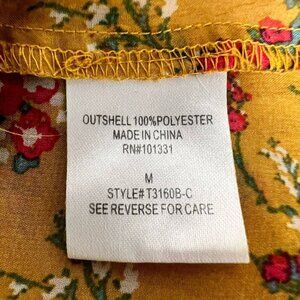 OUTSHELL 100%POLYESTER
MADE IN CHINA
RN#101331
M
STYLE# T3160B-C
SEE REVERSE FOR CARE